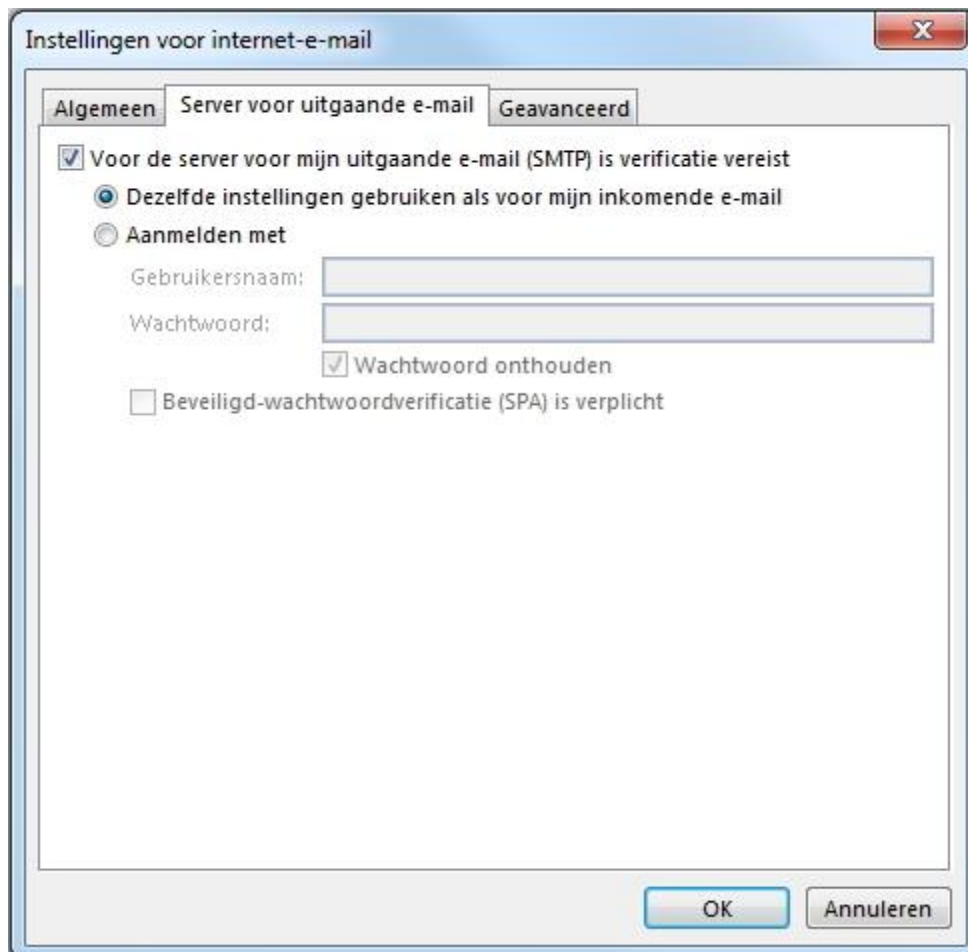 Instellingen voor internet-e-mail
Algemeen Server voor uitgaande e-mail Geavanceerd
Voor de server voor mijn uitgaande e-mail (SMTP) is verificatie vereist
Dezelfde instellingen gebruiken als voor mijn inkomende e-mail
Aanmelden met
Gebruikersnaam:
Wachtwoord:
Wachtwoord onthouden
Beveiligd-wachtwoordverificatie (SPA) is verplicht
OK Annuleren